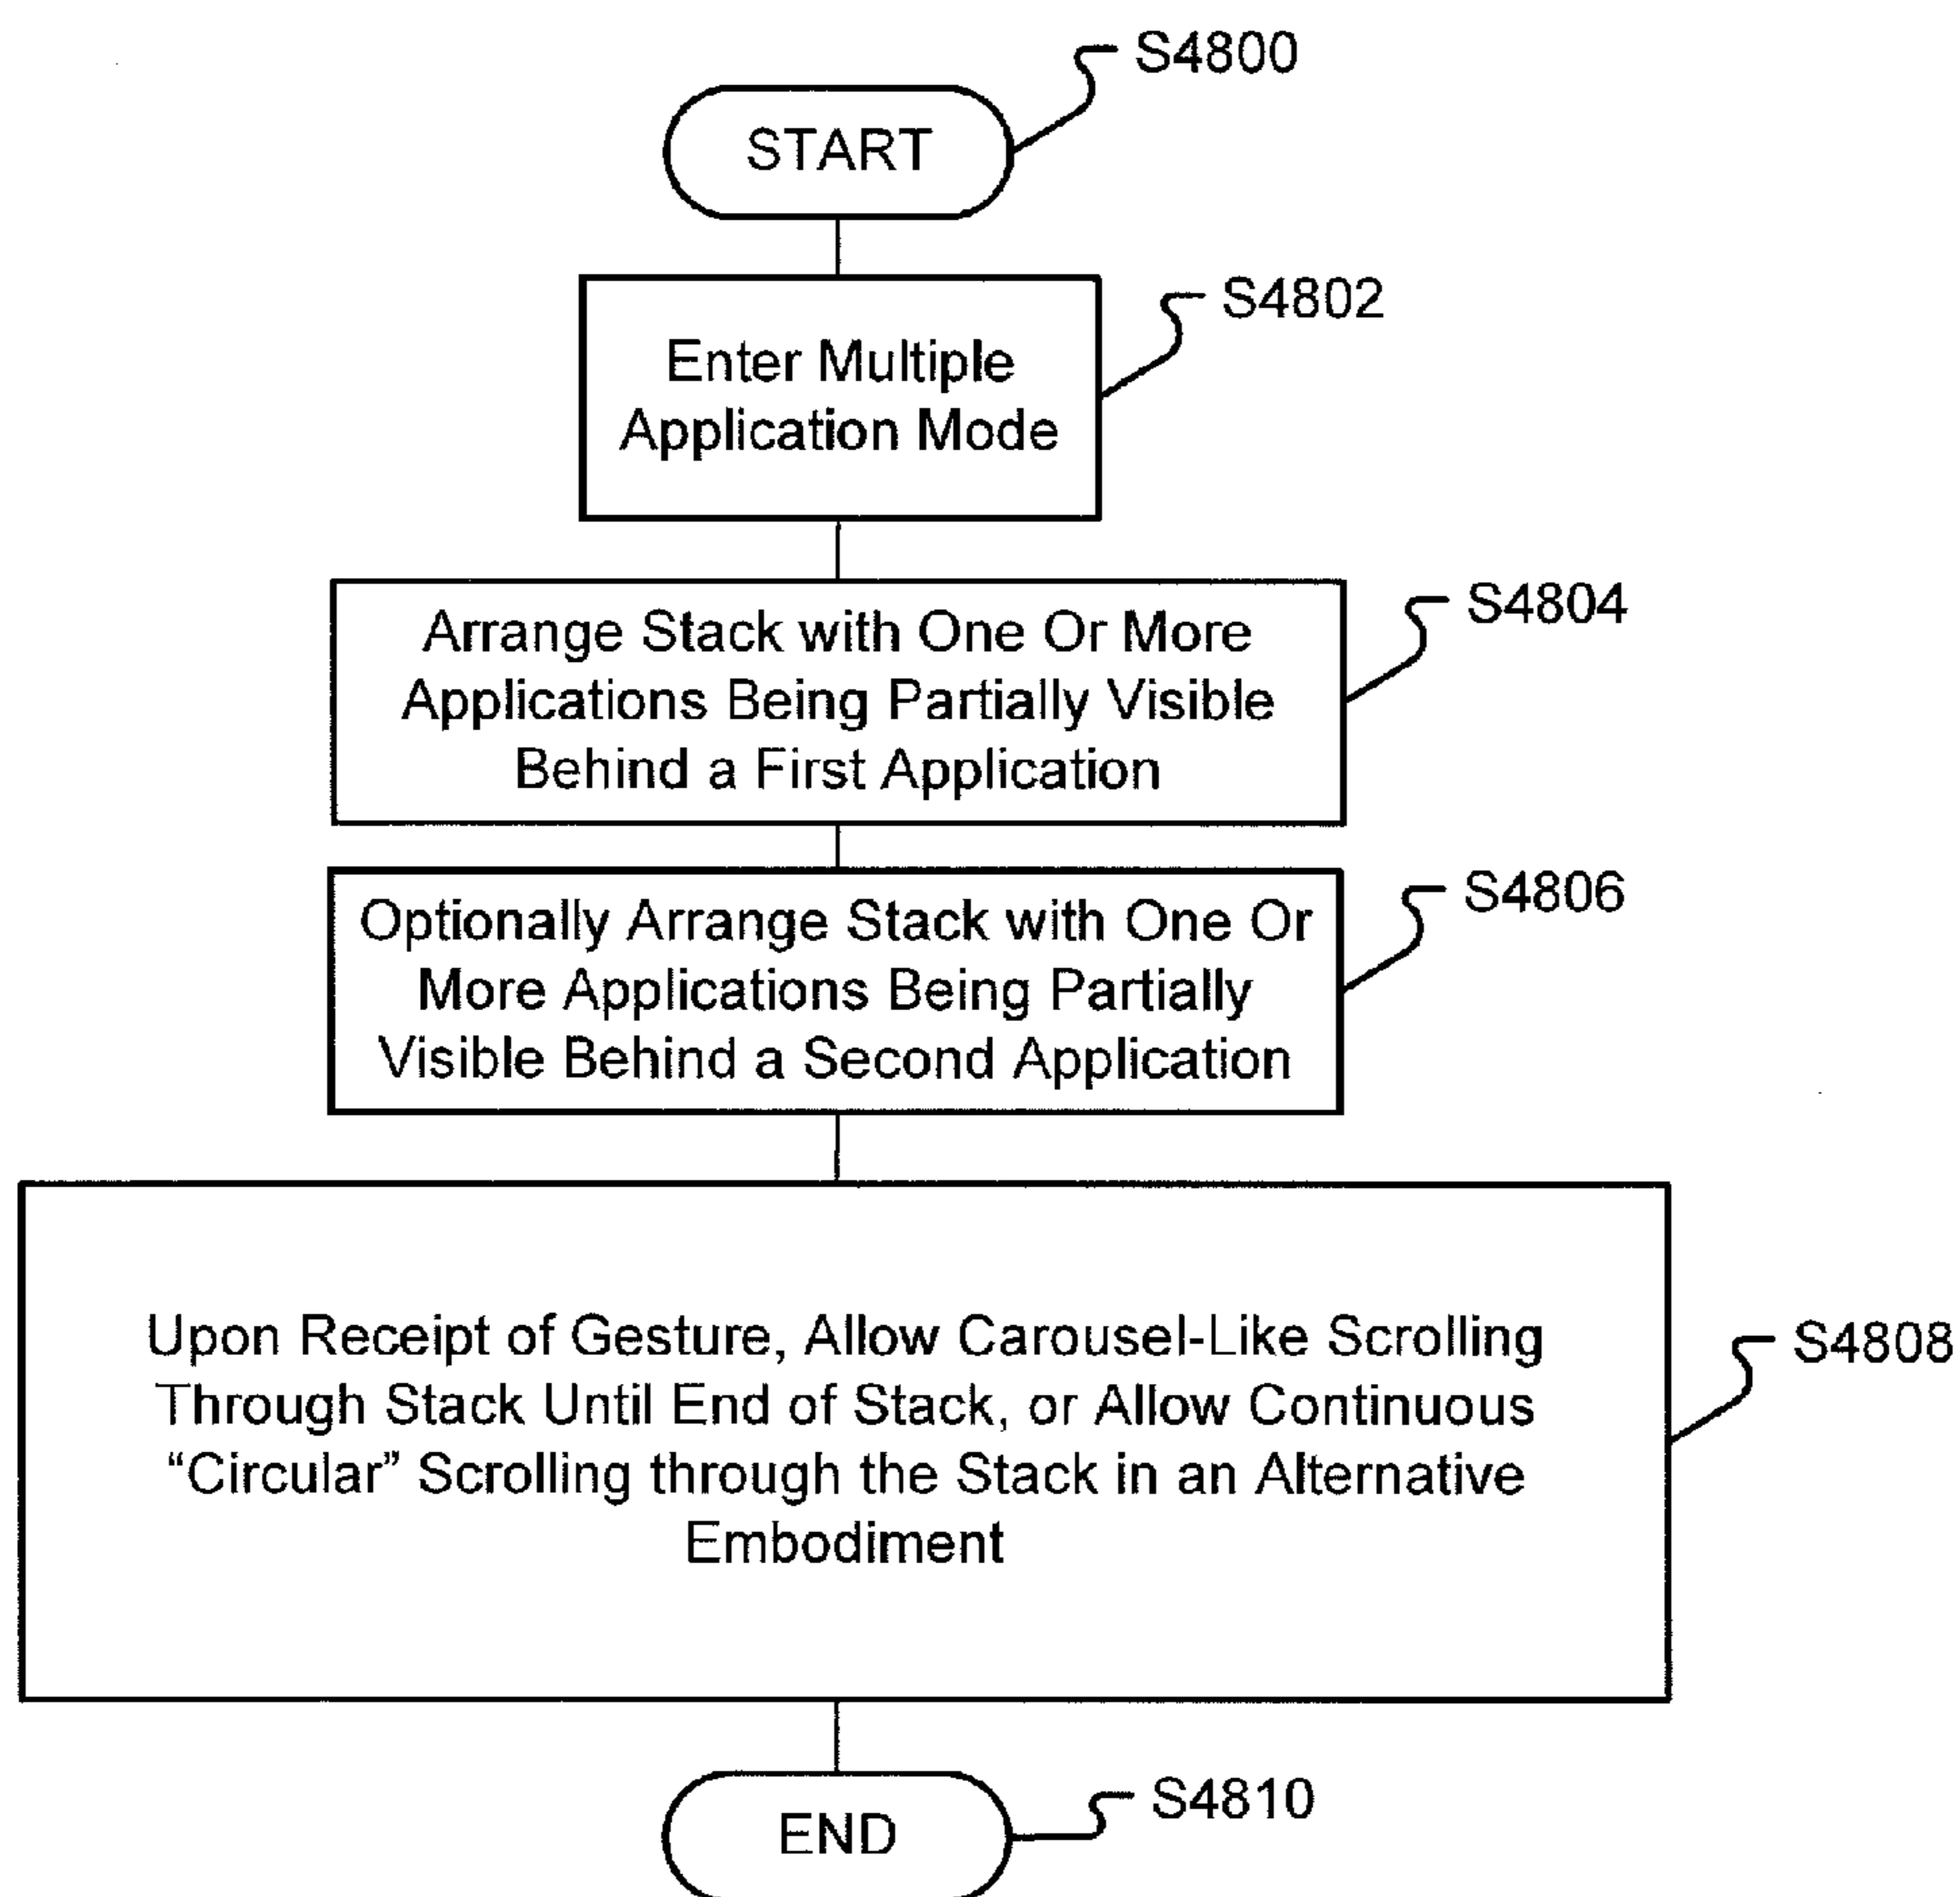 S4800
START
S4802
Enter Multiple
Application Mode
S4804
Arrange Stack with One Or More
Applications Being Partially Visible
Behind a First Application
S4806
Optionally Arrange Stack with One Or
More Applications Being Partially
Visible Behind a Second Application
S4808
Upon Receipt of Gesture, Allow Carousel-Like Scrolling
Through Stack Until End of Stack, or Allow Continuous
“Circular” Scrolling through the Stack in an Alternative
Embodiment
S4810
END